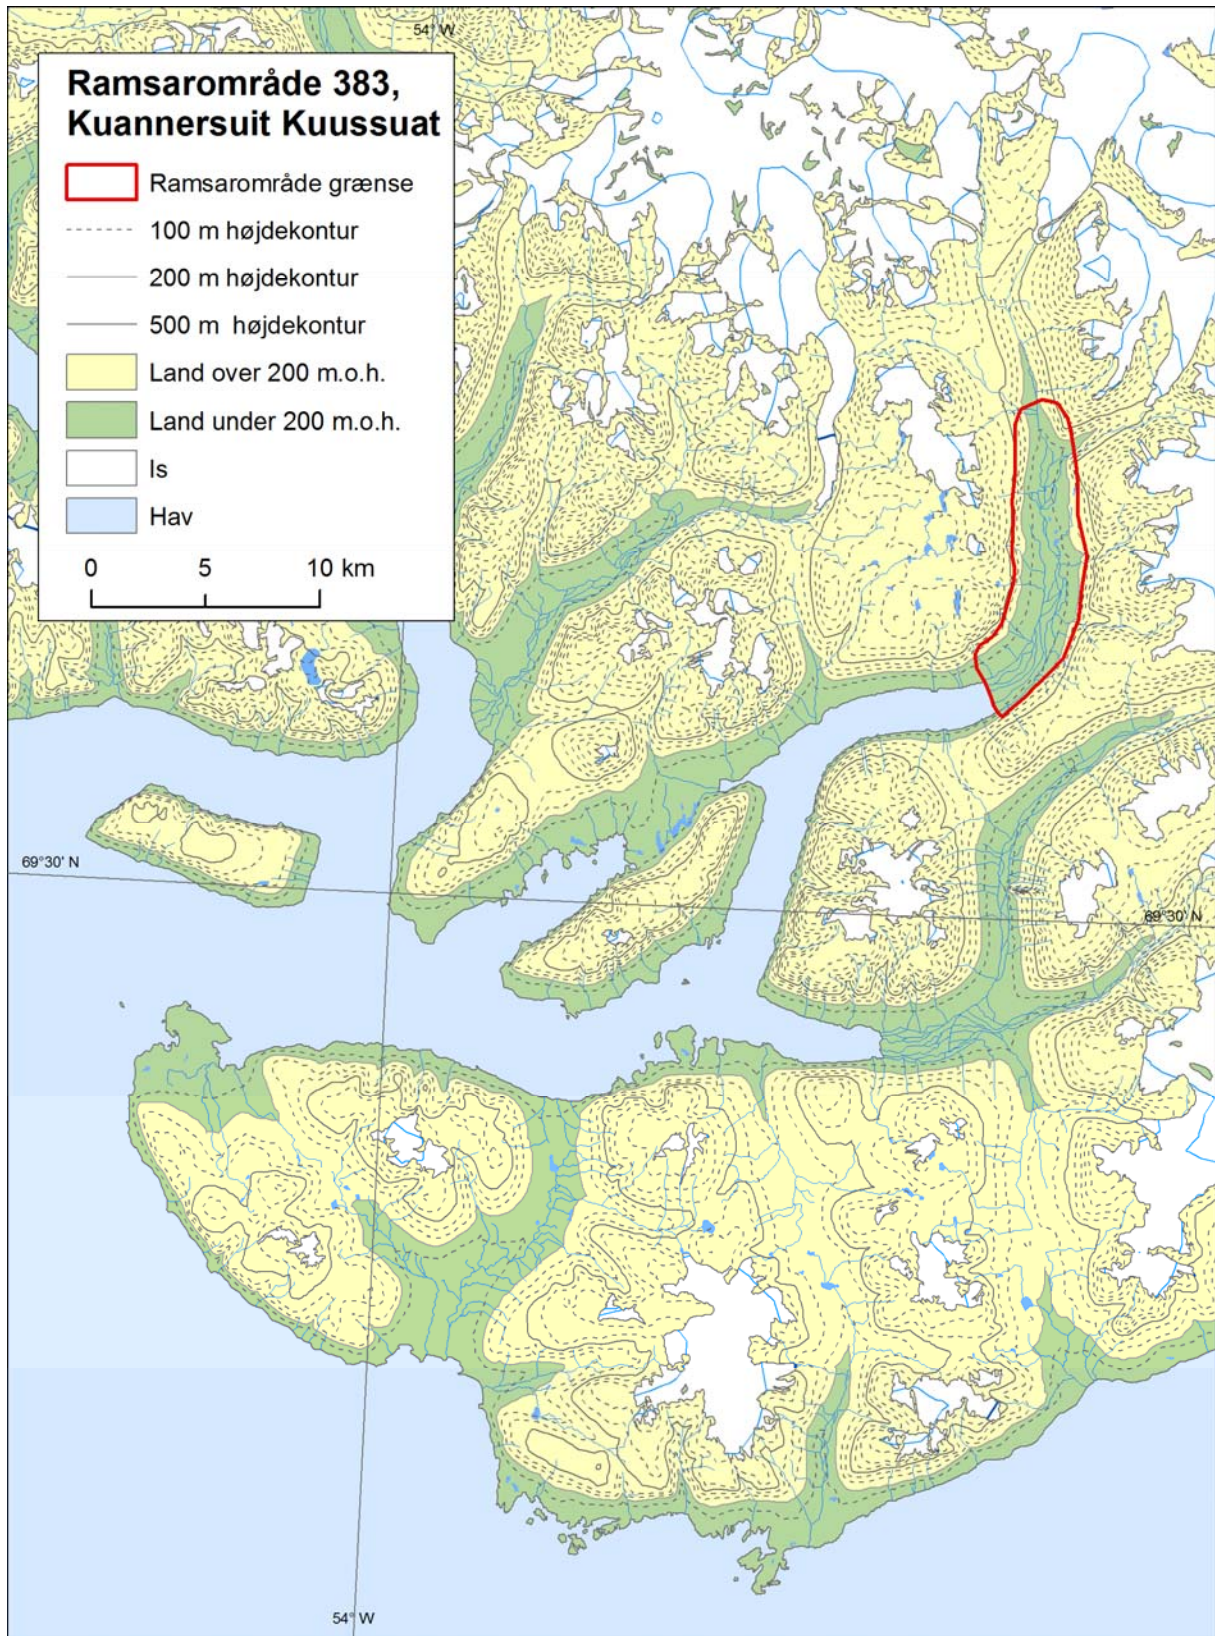 54° W
Ramsarområde 383,
Kuannersuit Kuussuat
Ramsarområde grænse
100 m højdekontur
200 m højdekontur
500 m  højdekontur
Land over 200 m.o.h.
Land under 200 m.o.h.
Is
Hav
0 5 10 km
69°30' N
69°30' N
54° W